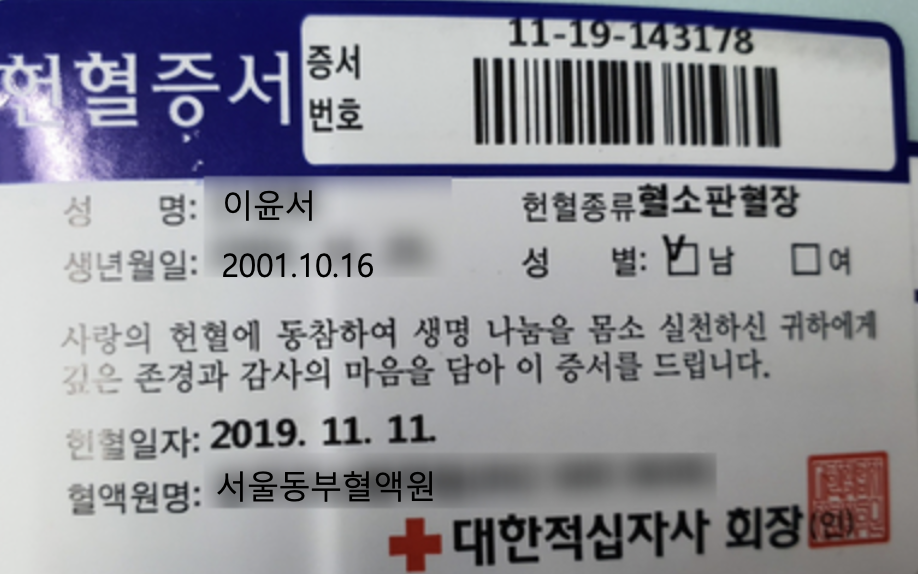 헌혈증서
증서
번호
11-19-143178
성 명: 이윤서
헌혈종류 혈소판혈장
생년월일: 2001.10.16
성 별: V 남 여
사랑의 헌혈에 동참하여 생명 나눔을 몸소 실천하신 귀하에게
깊은 존경과 감사의 마음을 담아 이 증서를 드립니다.
헌혈일자: 2019. 11. 11.
혈액원명: 서울동부혈액원
대한적십자사 회장(인)